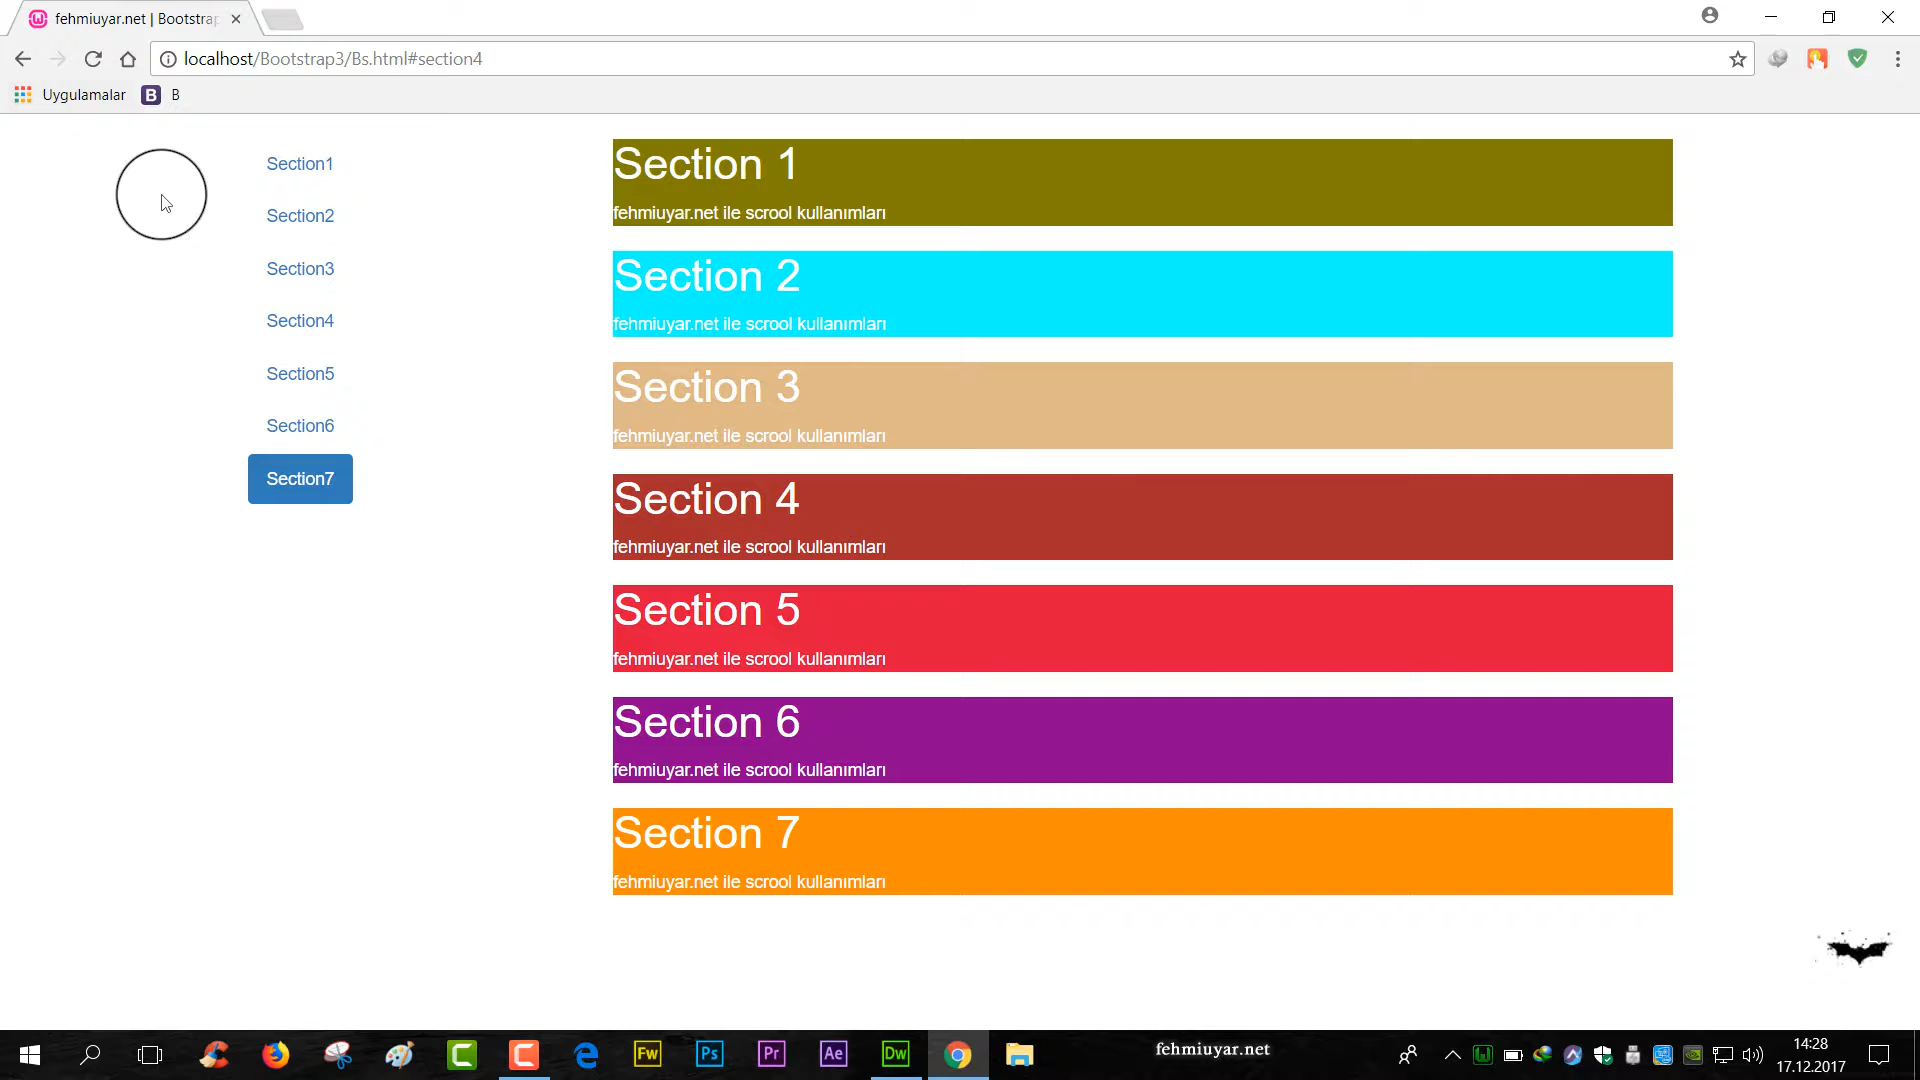 fehmiuyar.net | Bootstrap
localhost/Bootstrap3/Bs.html#section4
Uygulamalar B B
Section1
Section2
Section3
Section4
Section5
Section6
Section7
Section 1
fehmiuyar.net ile scrool kullanımları
Section 2
fehmiuyar.net ile scrool kullanımları
Section 3
fehmiuyar.net ile scrool kullanımları
Section 4
fehmiuyar.net ile scrool kullanımları
Section 5
fehmiuyar.net ile scrool kullanımları
Section 6
fehmiuyar.net ile scrool kullanımları
Section 7
fehmiuyar.net ile scrool kullanımları
Fw Ps Pr Ae Dw
fehmiuyar.net
14:28
17.12.2017